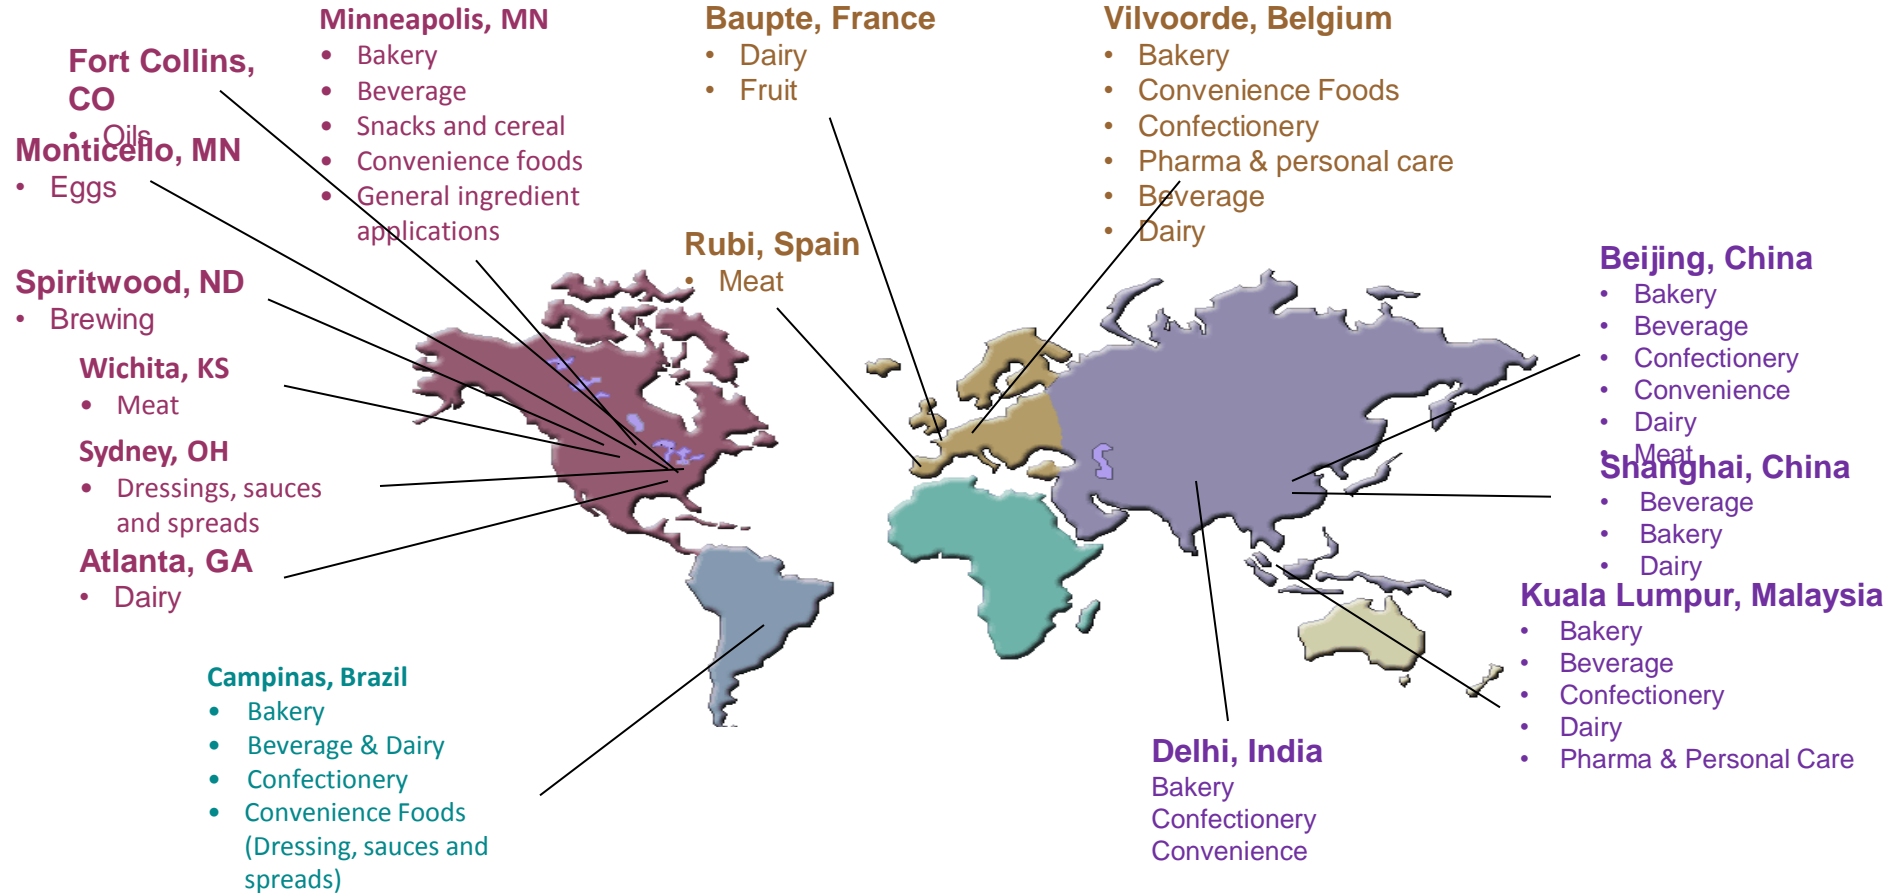 Minneapolis, MN
• Bakery
• Beverage
• Snacks and cereal
• Convenience foods
• General ingredient
applications
Baupte, France
• Dairy
• Fruit
Vilvoorde, Belgium
• Bakery
• Convenience Foods
• Confectionery
• Pharma & personal care
• Beverage
• Dairy
Fort Collins,
CO
• Oils
Monticello, MN
• Eggs
Rubi, Spain
• Meat
Spiritwood, ND
• Brewing
Wichita, KS
• Meat
Sydney, OH
• Dressings, sauces
and spreads
Atlanta, GA
• Dairy
Beijing, China
• Bakery
• Beverage
• Confectionery
• Convenience
• Dairy
• Meat
Shanghai, China
• Beverage
• Bakery
• Dairy
Kuala Lumpur, Malaysia
• Bakery
• Beverage
• Confectionery
• Dairy
• Pharma & Personal Care
Campinas, Brazil
• Bakery
• Beverage & Dairy
• Confectionery
• Convenience Foods
(Dressing, sauces and
spreads)
Delhi, India
Bakery
Confectionery
Convenience